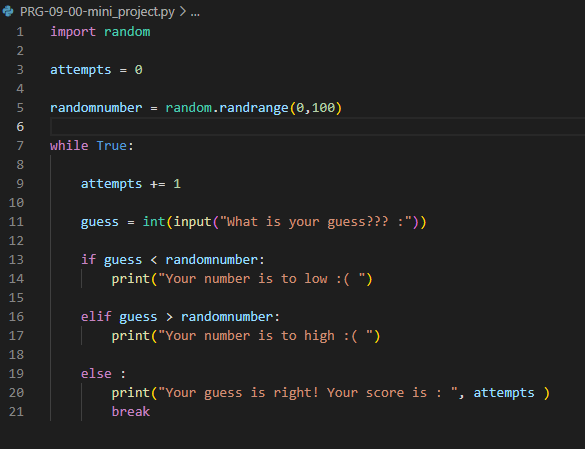 PRG-09-00-mini_project.py > ...
1 import random
2
3 attempts = 0
4
5 randomnumber = random.randrange(0,100)
6
7 while True:
8
9     attempts += 1
10
11     guess = int(input("What is your guess??? :"))
12
13     if guess < randomnumber:
14         print("Your number is to low :( ")
15
16     elif guess > randomnumber:
17         print("Your number is to high :( ")
18
19     else :
20         print("Your guess is right! Your score is : ", attempts )
21         break